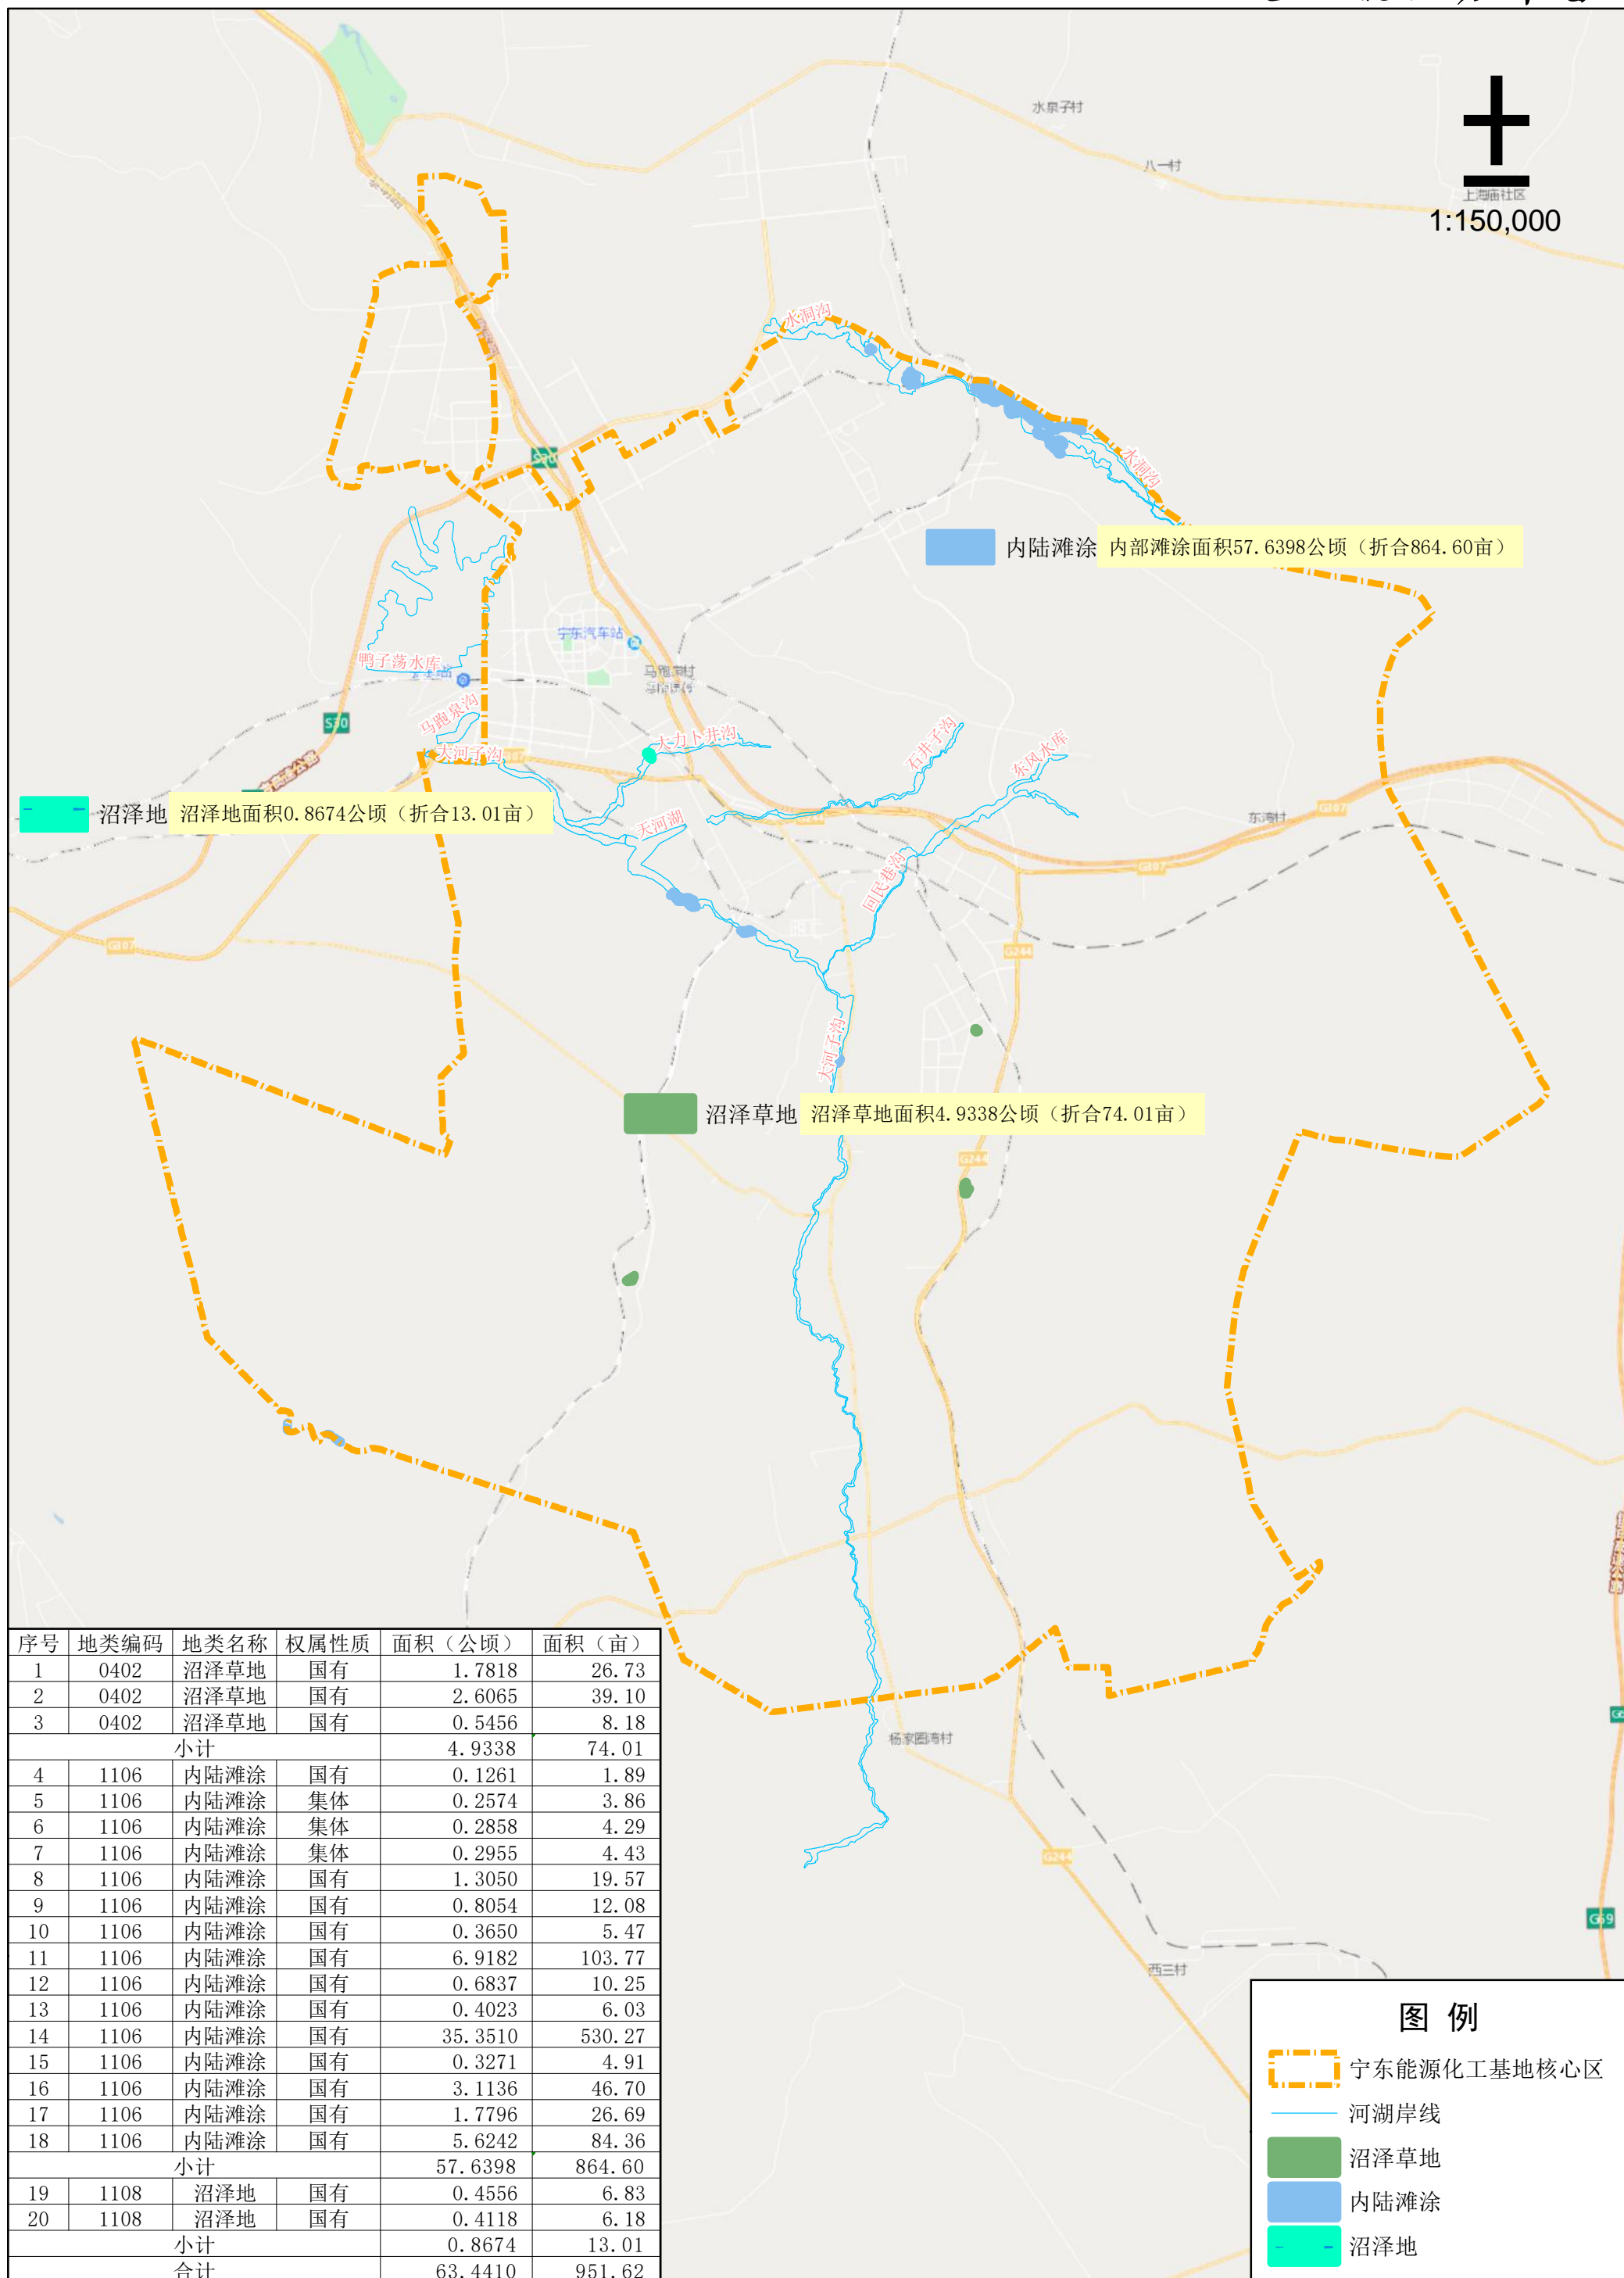 水泉子村
八一村
上海庙社区
1:150,000
水洞沟
S30
水洞沟
内陆滩涂 内部滩涂面积57.6398公顷（折合864.60亩）
宁东汽车站
鸭子荡水库
马跑泉村
S30
马跑泉沟
大河子沟
大力卜井沟
石井子沟
东风水库
G307
沼泽地 沼泽地面积0.8674公顷（折合13.01亩）
天河湖
东湾村
G307
回民巷沟
G307
G244
大河子沟
沼泽草地 沼泽草地面积4.9338公顷（折合74.01亩）
G244
序号 地类编码 地类名称 权属性质 面积（公顷） 面积（亩）
1 0402 沼泽草地 国有 1.7818 26.73
2 0402 沼泽草地 国有 2.6065 39.10
3 0402 沼泽草地 国有 0.5456 8.18
小计 4.9338 74.01
4 1106 内陆滩涂 国有 0.1261 1.89
5 1106 内陆滩涂 集体 0.2574 3.86
6 1106 内陆滩涂 集体 0.2858 4.29
7 1106 内陆滩涂 集体 0.2955 4.43
8 1106 内陆滩涂 国有 1.3050 19.57
9 1106 内陆滩涂 国有 0.8054 12.08
10 1106 内陆滩涂 国有 0.3650 5.47
11 1106 内陆滩涂 国有 6.9182 103.77
12 1106 内陆滩涂 国有 0.6837 10.25
13 1106 内陆滩涂 国有 0.4023 6.03
14 1106 内陆滩涂 国有 35.3510 530.27
15 1106 内陆滩涂 国有 0.3271 4.91
16 1106 内陆滩涂 国有 3.1136 46.70
17 1106 内陆滩涂 国有 1.7796 26.69
18 1106 内陆滩涂 国有 5.6242 84.36
小计 57.6398 864.60
19 1108 沼泽地 国有 0.4556 6.83
20 1108 沼泽地 国有 0.4118 6.18
小计 0.8674 13.01
合计 63.4410 951.62
杨家圈湾村
G244
G69
西三村
图 例
宁东能源化工基地核心区
河湖岸线
沼泽草地
内陆滩涂
沼泽地